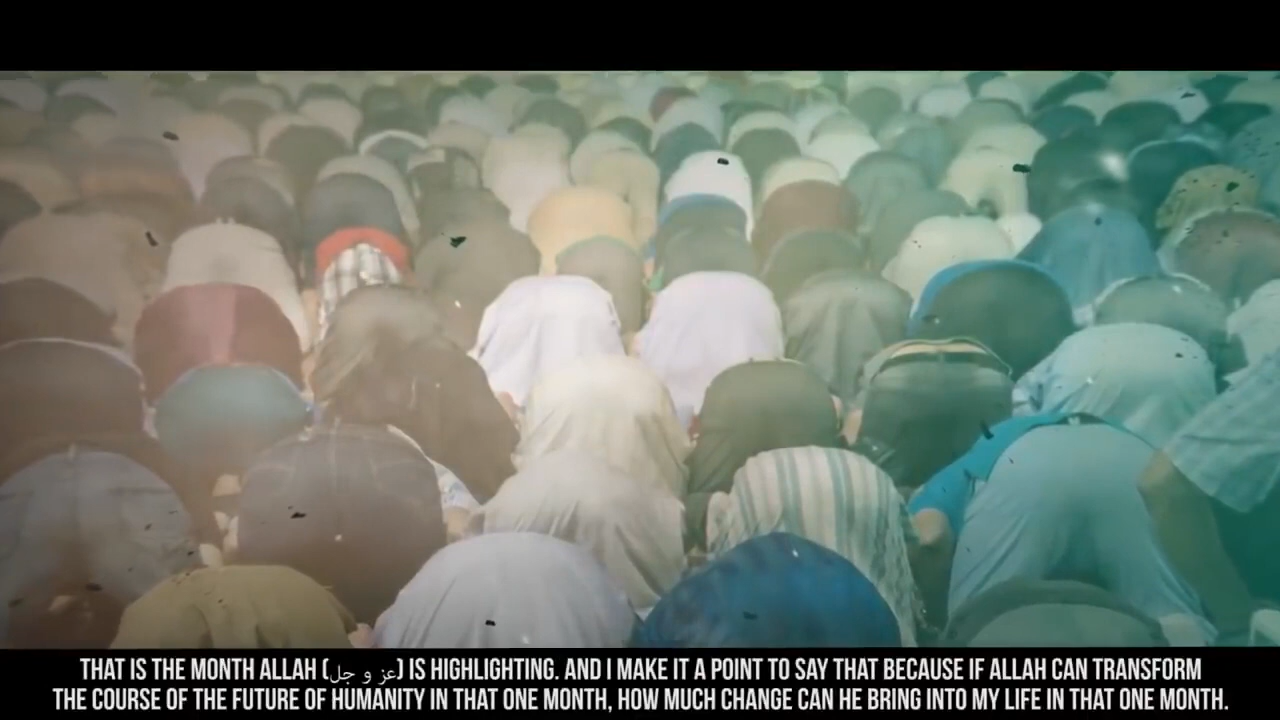 THAT IS THE MONTH ALLAH (عز و جل) IS HIGHLIGHTING. AND I MAKE IT A POINT TO SAY THAT BECAUSE IF ALLAH CAN TRANSFORM
THE COURSE OF THE FUTURE OF HUMANITY IN THAT ONE MONTH, HOW MUCH CHANGE CAN HE BRING INTO MY LIFE IN THAT ONE MONTH.